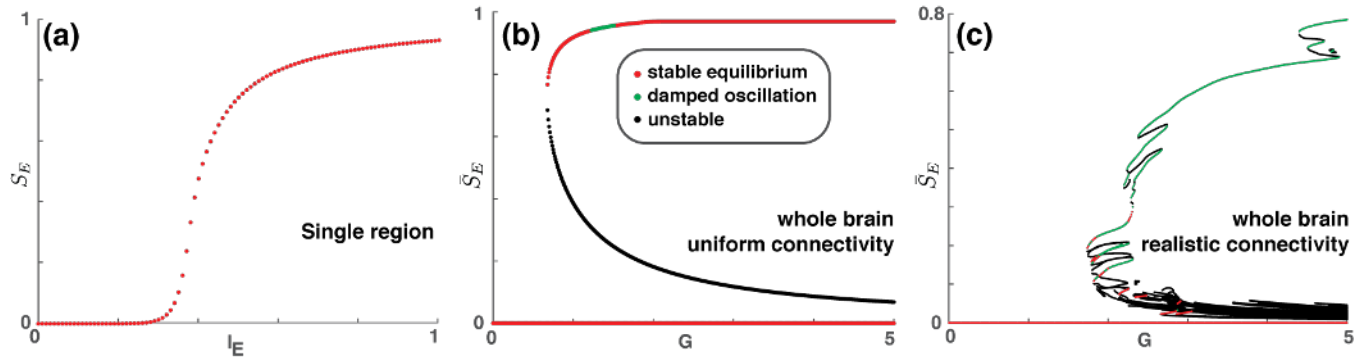 (a)
1
S_E
0
0
I_E
1
Single region
(b)
1
S̄_E
0
0
G
5
stable equilibrium
damped oscillation
unstable
whole brain
uniform connectivity
(c)
0.8
S̄_E
0
0
G
5
whole brain
realistic connectivity